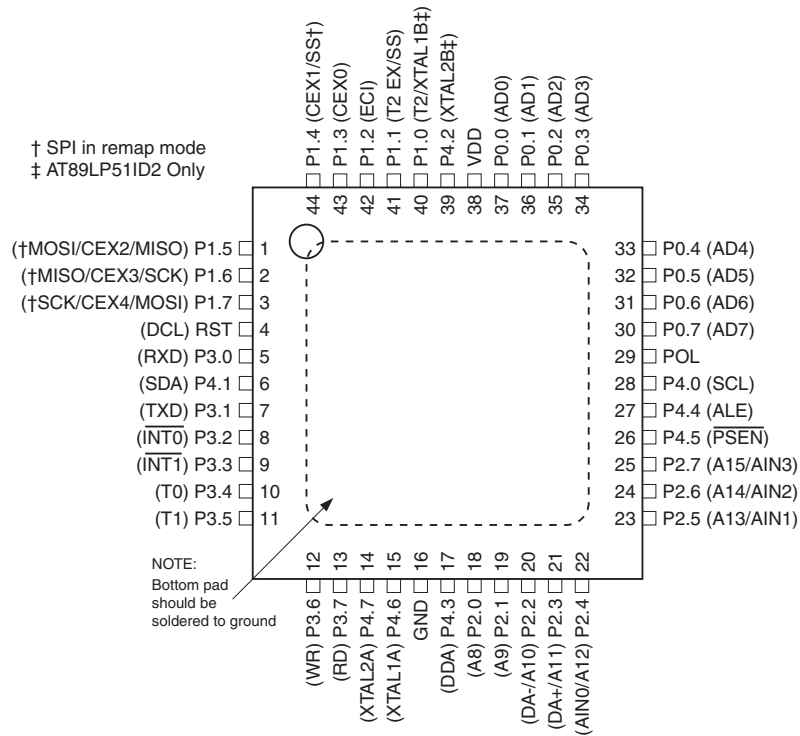 † SPI in remap mode
‡ AT89LP51ID2 Only
P1.4 (CEX1/SS†)
P1.3 (CEX0)
P1.2 (ECI)
P1.1 (T2 EX/SS)
P1.0 (T2/XTAL1B‡)
P4.2 (XTAL2B‡)
VDD
P0.0 (AD0)
P0.1 (AD1)
P0.2 (AD2)
P0.3 (AD3)
44 43 42 41 40 39 38 37 36 35 34
(†MOSI/CEX2/MISO) P1.5 1
(†MISO/CEX3/SCK) P1.6 2
(†SCK/CEX4/MOSI) P1.7 3
(DCL) RST 4
(RXD) P3.0 5
(SDA) P4.1 6
(TXD) P3.1 7
(INT0) P3.2 8
(INT1) P3.3 9
(T0) P3.4 10
(T1) P3.5 11
33 P0.4 (AD4)
32 P0.5 (AD5)
31 P0.6 (AD6)
30 P0.7 (AD7)
29 POL
28 P4.0 (SCL)
27 P4.4 (ALE)
26 P4.5 (PSEN)
25 P2.7 (A15/AIN3)
24 P2.6 (A14/AIN2)
23 P2.5 (A13/AIN1)
NOTE:
Bottom pad
should be
soldered to ground
12 13 14 15 16 17 18 19 20 21 22
(WR) P3.6
(RD) P3.7
(XTAL2A) P4.7
(XTAL1A) P4.6
GND
(DDA) P4.3
(A8) P2.0
(A9) P2.1
(DA-/A10) P2.2
(DA+/A11) P2.3
(AIN0/A12) P2.4